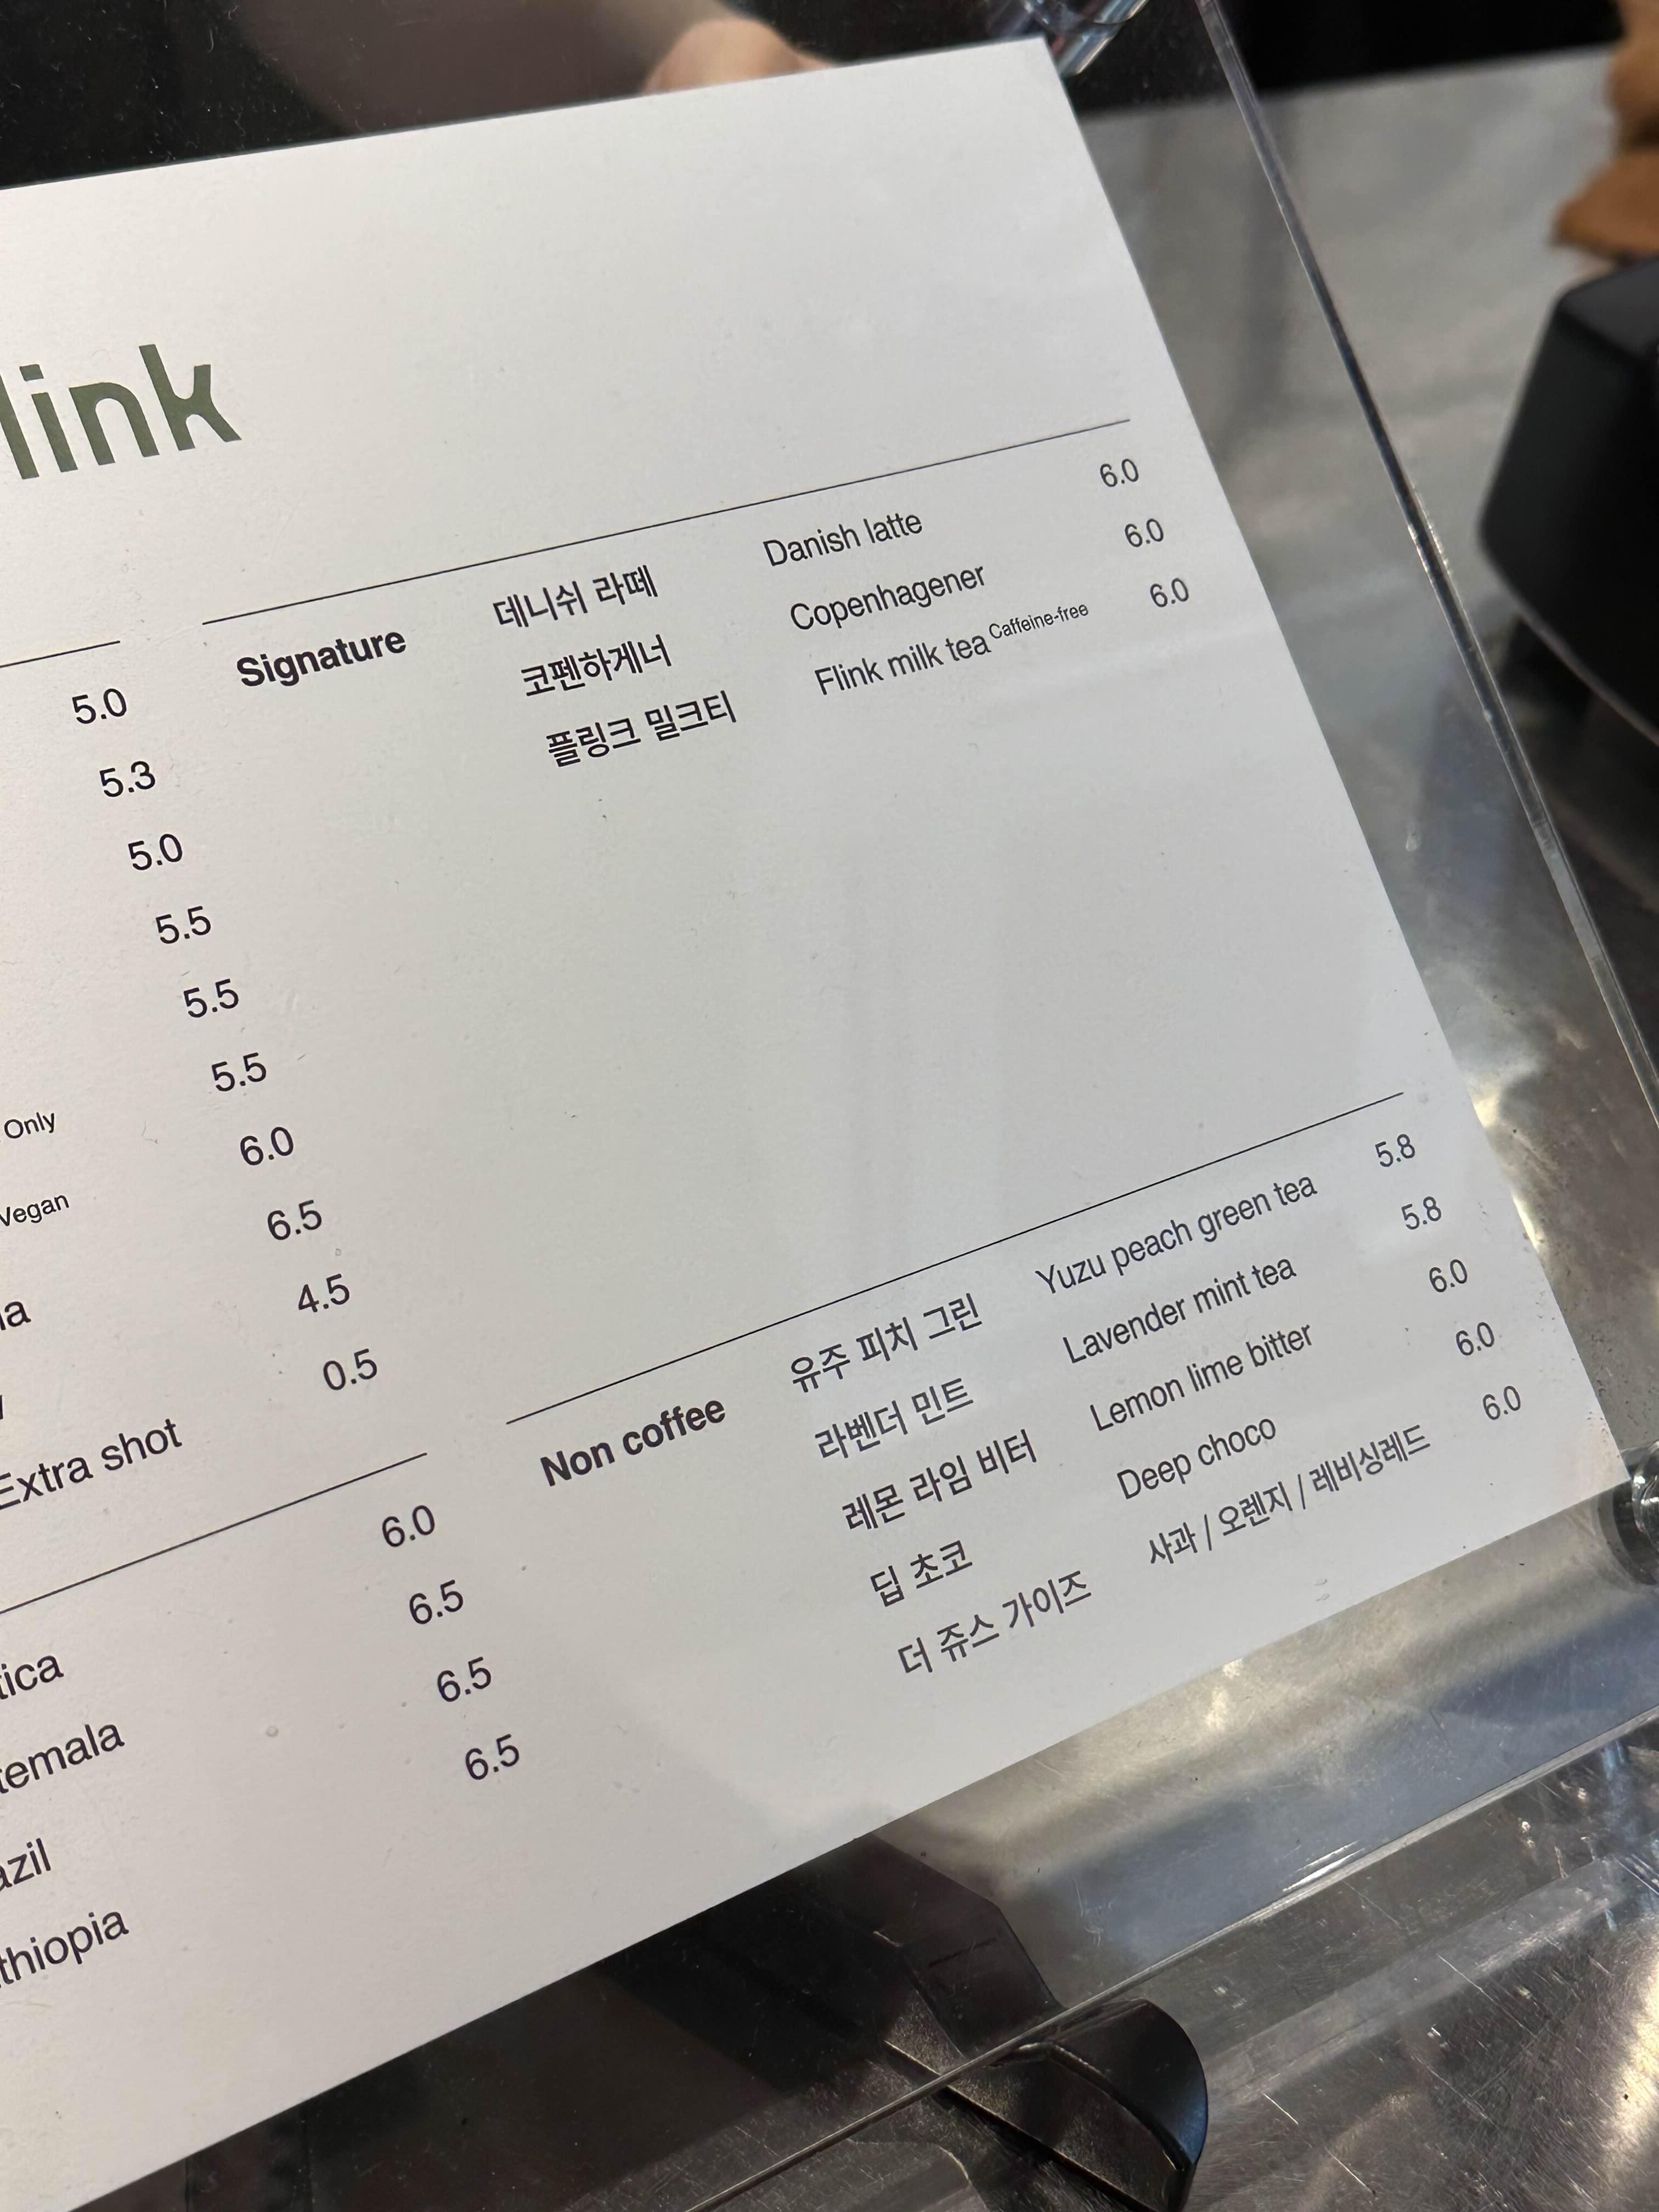 link
5.0
5.3
5.0
5.5
5.5
5.5
Only 6.0
Vegan 6.5
4.5
Extra shot 0.5
6.0
6.5
6.5
6.5
Signature 데니쉬 라떼 Danish latte 6.0
코펜하게너 Copenhagener 6.0
플링크 밀크티 Flink milk tea Caffeine-free 6.0
Non coffee 유주 피치 그린 Yuzu peach green tea 5.8
라벤더 민트 Lavender mint tea 5.8
레몬 라임 비터 Lemon lime bitter 6.0
딥 초코 Deep choco 6.0
더 쥬스 가이즈 사과 / 오렌지 / 레비싱레드 6.0